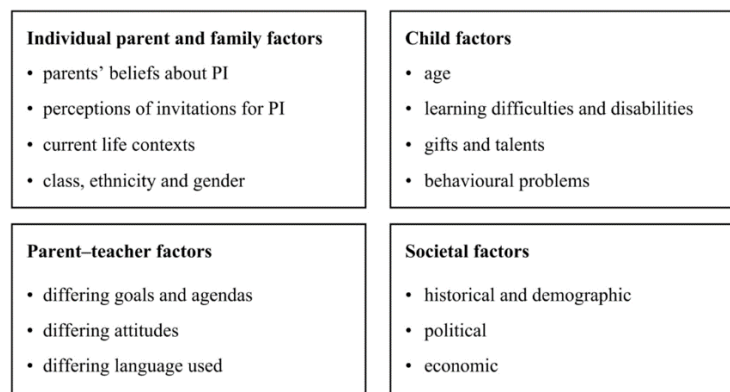 Individual parent and family factors
• parents’ beliefs about PI
• perceptions of invitations for PI
• current life contexts
• class, ethnicity and gender
Child factors
• age
• learning difficulties and disabilities
• gifts and talents
• behavioural problems
Parent–teacher factors
• differing goals and agendas
• differing attitudes
• differing language used
Societal factors
• historical and demographic
• political
• economic